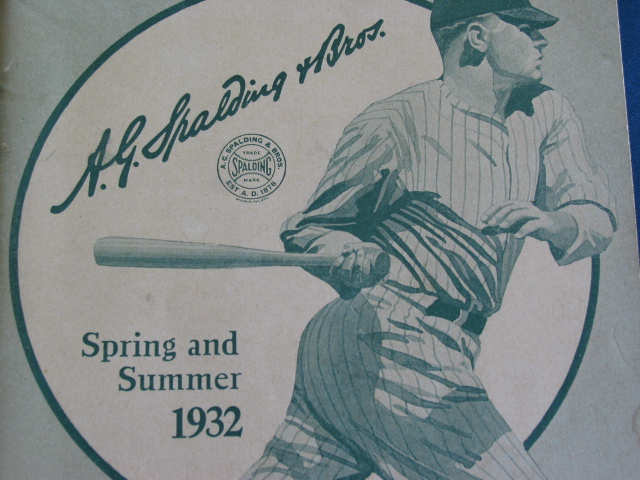 A.G. Spalding & Bros.
A.G. SPALDING & BROS.
TRADE
SPALDING
MARK
EST. A.D. 1876
Spring and
Summer
1932